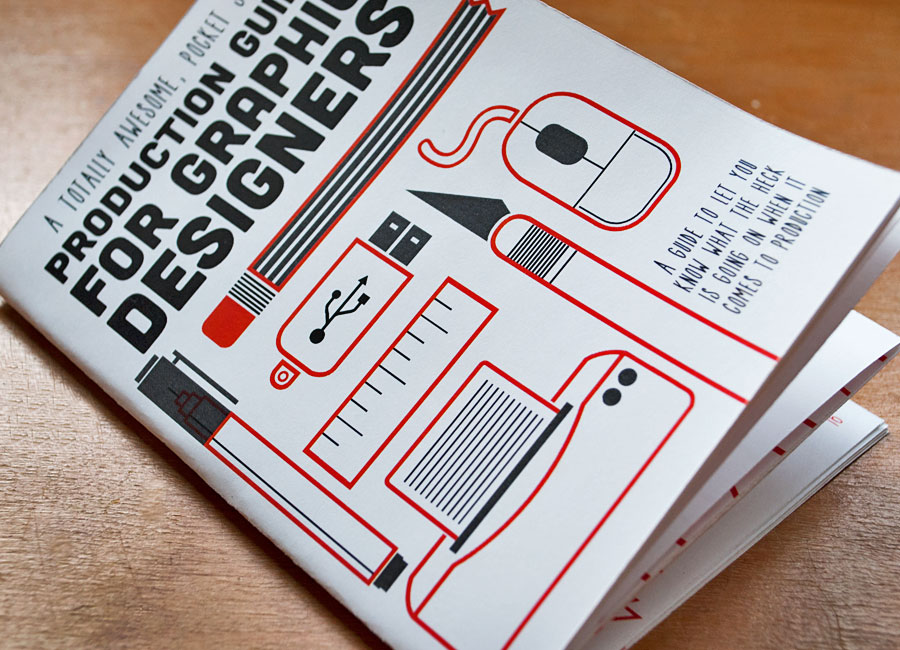 A TOTALLY AWESOME, POCKET
PRODUCTION GUIDE
FOR GRAPHIC
DESIGNERS
A GUIDE TO LET YOU
KNOW WHAT THE HECK
IS GOING ON WHEN IT
COMES TO PRODUCTION